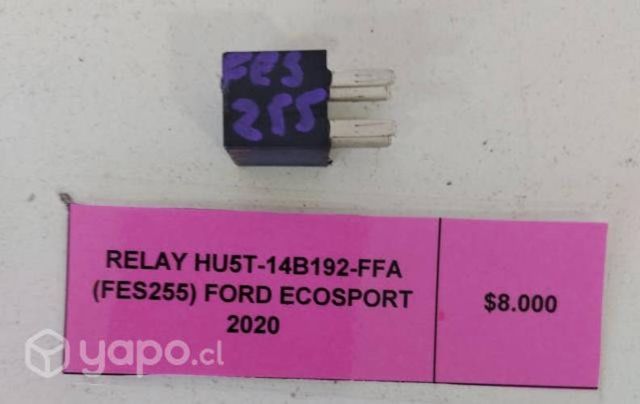 FES
255
RELAY HU5T-14B192-FFA
(FES255) FORD ECOSPORT
2020
$8.000
yapo.cl